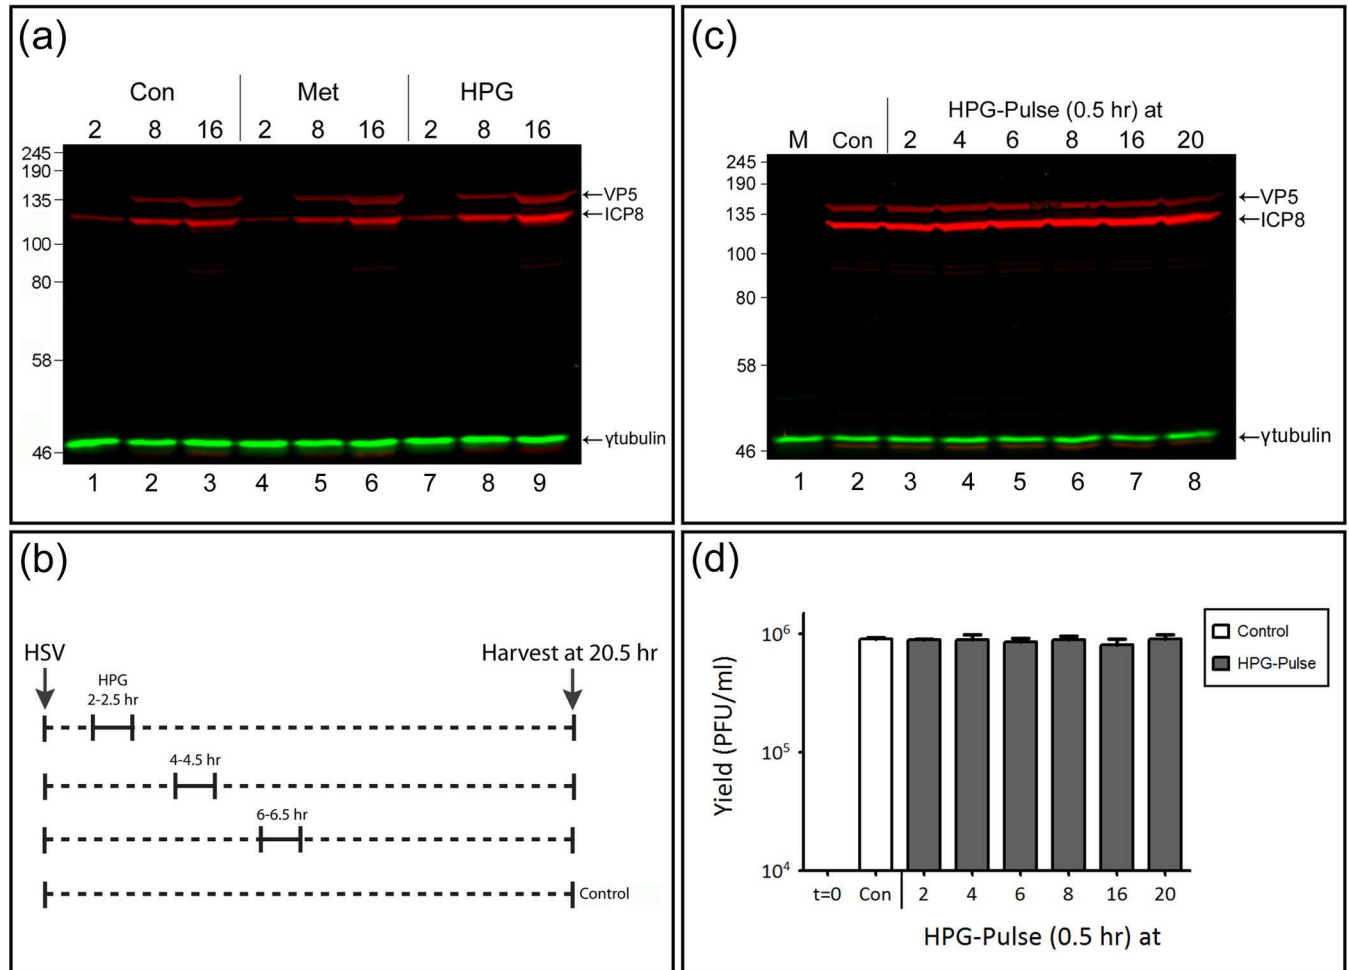 (a)
Con Met HPG
2 8 16 2 8 16 2 8 16
245
190
135
100
80
58
46
←VP5
←ICP8
←γtubulin
1 2 3 4 5 6 7 8 9
(c)
HPG-Pulse (0.5 hr) at
M Con 2 4 6 8 16 20
245
190
135
100
80
58
46
←VP5
←ICP8
←γtubulin
1 2 3 4 5 6 7 8
(b)
HSV
Harvest at 20.5 hr
HPG
2-2.5 hr
4-4.5 hr
6-6.5 hr
Control
(d)
Yield (PFU/ml)
10⁶
10⁵
10⁴
t=0 Con 2 4 6 8 16 20
HPG-Pulse (0.5 hr) at
Control
HPG-Pulse